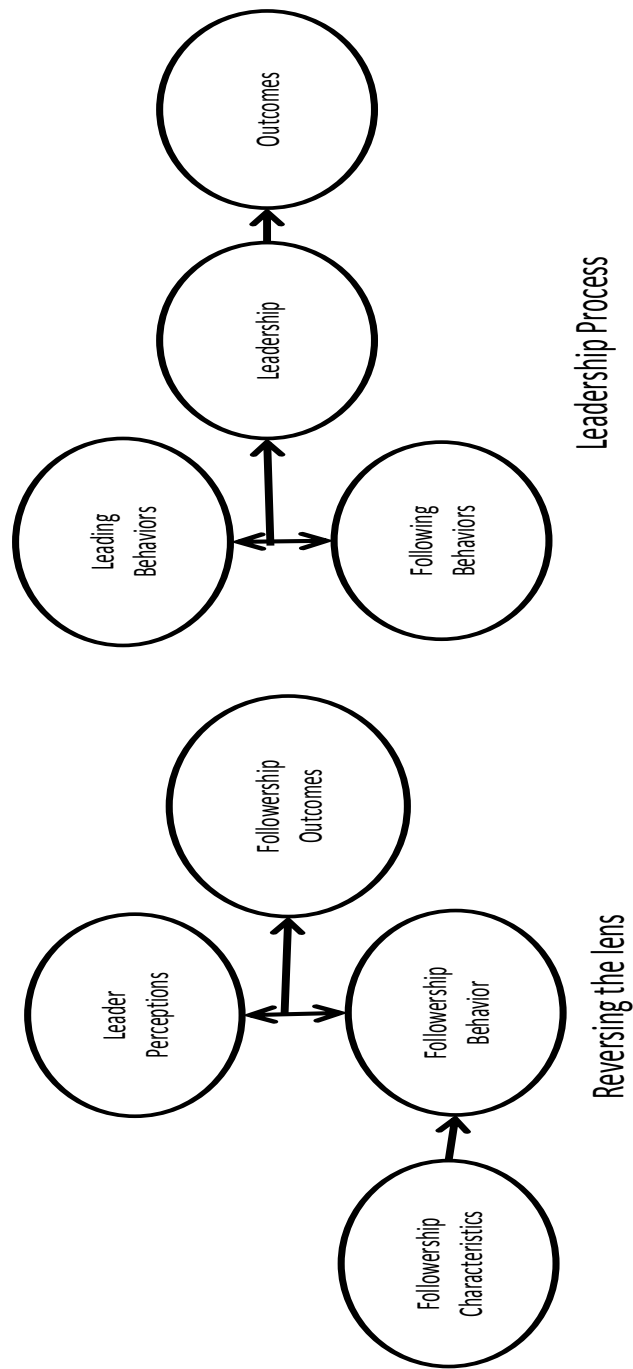 Leader
Perceptions
Followership
Outcomes
Followership
Behavior
Followership
Characteristics
Reversing the lens
Leading
Behaviors
Leadership
Outcomes
Following
Behaviors
Leadership Process